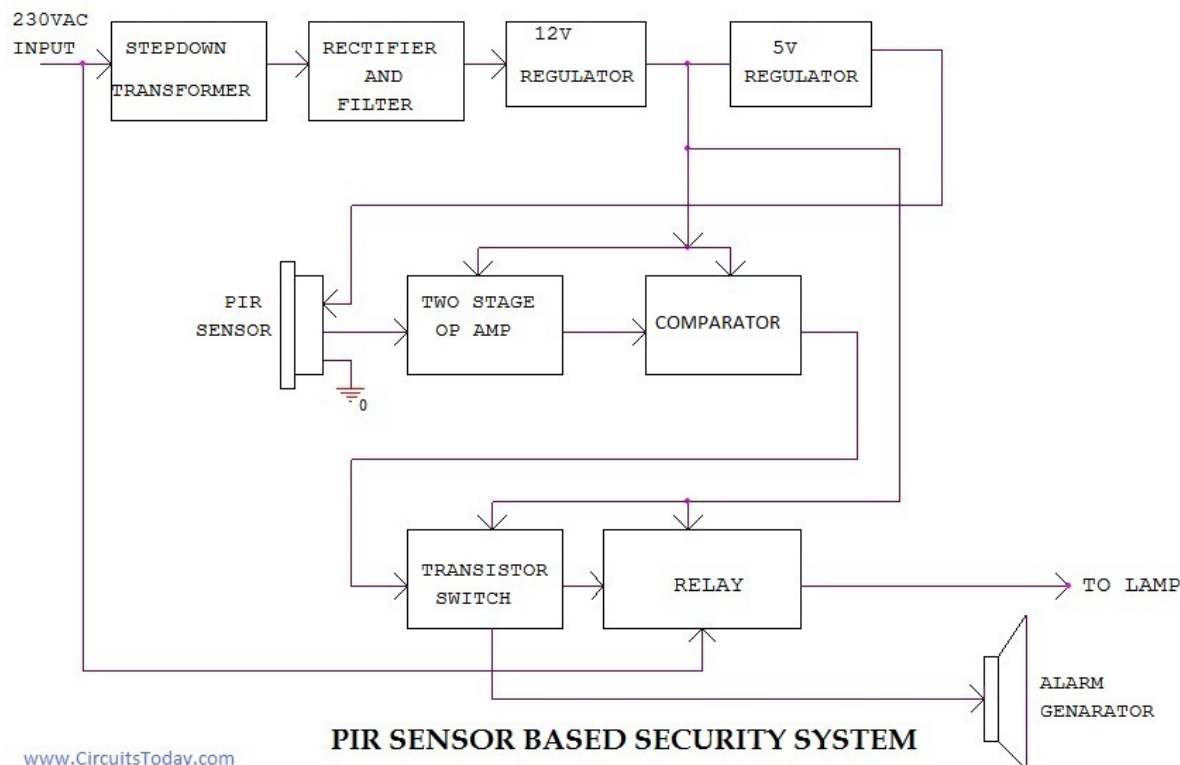 230VAC
INPUT
STEPDOWN
TRANSFORMER
RECTIFIER
AND
FILTER
12V
REGULATOR
5V
REGULATOR
PIR
SENSOR
TWO STAGE
OP AMP
COMPARATOR
0
TRANSISTOR
SWITCH
RELAY
TO LAMP
ALARM
GENARATOR
PIR SENSOR BASED SECURITY SYSTEM
www.CircuitsToday.com